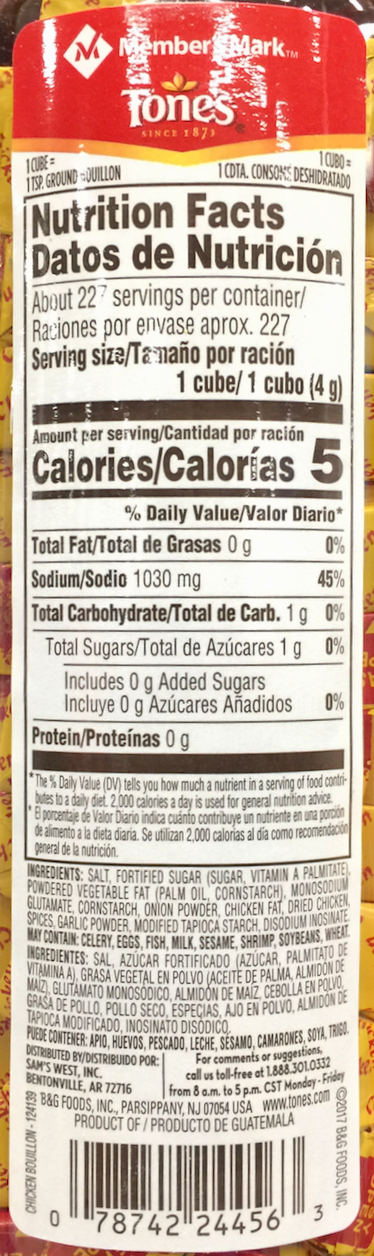 Member's Mark™
Tones®
SINCE 1873
1 CUBE =
1 TSP. GROUND BOUILLON
1 CUBO =
1 CDTA. CONSOMÉ DESHIDRATADO
Nutrition Facts
Datos de Nutrición
About 227 servings per container/
Raciones por envase aprox. 227
Serving size/Tamaño por ración
1 cube/ 1 cubo (4 g)
Amount per serving/Cantidad por ración
Calories/Calorías 5
% Daily Value/Valor Diario*
Total Fat/Total de Grasas 0 g 0%
Sodium/Sodio 1030 mg 45%
Total Carbohydrate/Total de Carb. 1 g 0%
Total Sugars/Total de Azúcares 1 g 0%
Includes 0 g Added Sugars
Incluye 0 g Azúcares Añadidos 0%
Protein/Proteínas 0 g
*The % Daily Value (DV) tells you how much a nutrient in a serving of food contri-
butes to a daily diet. 2,000 calories a day is used for general nutrition advice.
*El porcentaje de Valor Diario indica cuánto contribuye un nutriente en una porción
de alimento a la dieta diaria. Se utilizan 2,000 calorias al día como recomendación
general de la nutrición.
INGREDIENTS: SALT, FORTIFIED SUGAR (SUGAR, VITAMIN A PALMITATE),
POWDERED VEGETABLE FAT (PALM OIL, CORNSTARCH), MONOSODIUM
GLUTAMATE, CORNSTARCH, ONION POWDER, CHICKEN FAT, DRIED CHICKEN,
SPICES, GARLIC POWDER, MODIFIED TAPIOCA STARCH, DISODIUM INOSINATE.
MAY CONTAIN: CELERY, EGGS, FISH, MILK, SESAME, SHRIMP, SOYBEANS, WHEAT.
INGREDIENTES: SAL, AZÚCAR FORTIFICADO (AZÚCAR, PALMITATO DE
VITAMINA A), GRASA VEGETAL EN POLVO (ACEITE DE PALMA, ALMIDÓN DE
MAIZ), GLUTAMATO MONOSÓDICO, ALMIDÓN DE MAIZ, CEBOLLA EN POLVO,
GRASA DE POLLO, POLLO SECO, ESPECIAS, AJO EN POLVO, ALMIDÓN DE
TAPIOCA MODIFICADO, INOSINATO DISÓDICO.
PUEDE CONTENER: APIO, HUEVOS, PESCADO, LECHE, SÉSAMO, CAMARONES, SOYA, TRIGO.
DISTRIBUTED BY/DISTRIBUIDO POR:
SAM'S WEST, INC.
BENTONVILLE, AR 72716
For comments or suggestions,
call us toll-free at 1.888.301.0332
from 8 a.m. to 5 p.m. CST Monday - Friday
B&G FOODS, INC., PARSIPPANY, NJ 07054 USA www.tones.com
PRODUCT OF / PRODUCTO DE GUATEMALA
CHICKEN BOUILLON - 124139
©2017 B&G FOODS, INC.
0 78742 24456 3